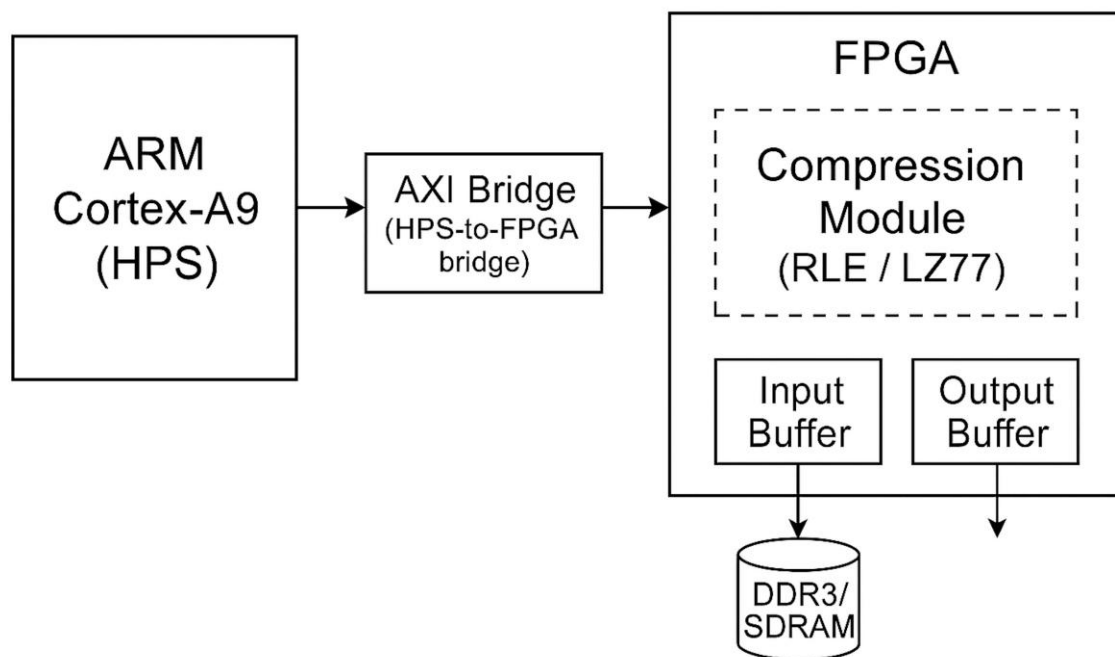 ARM
Cortex-A9
(HPS)
AXI Bridge
(HPS-to-FPGA
bridge)
FPGA
Compression
Module
(RLE / LZ77)
Input
Buffer
Output
Buffer
DDR3/
SDRAM